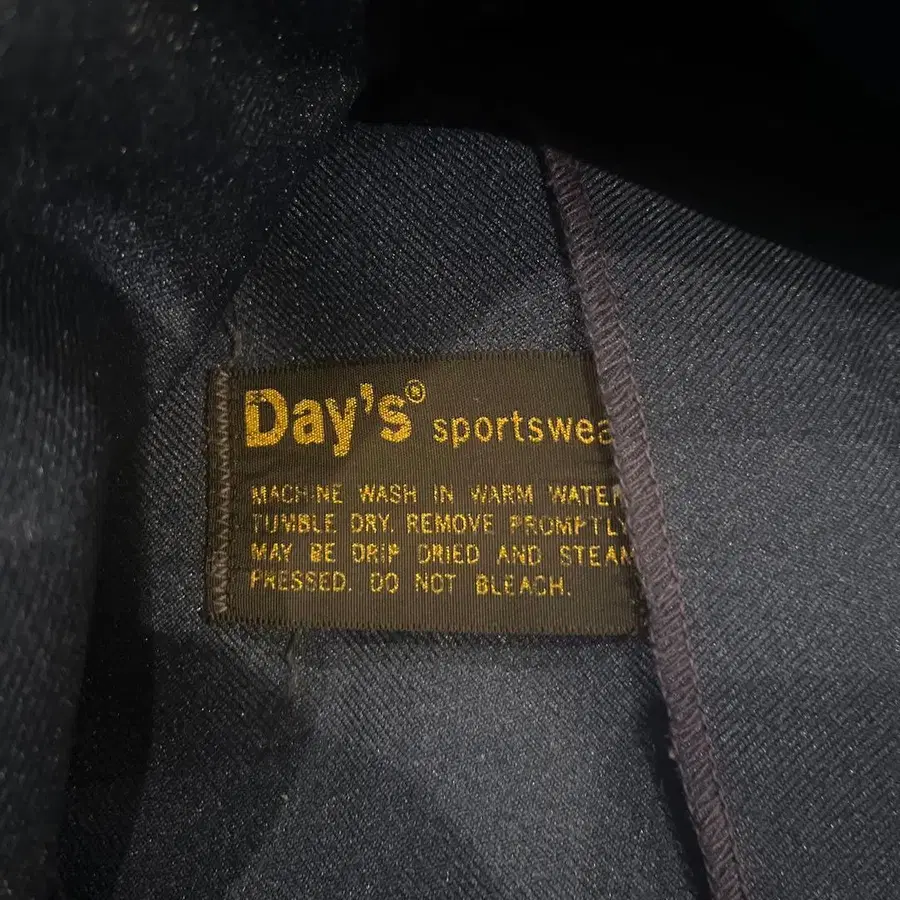 Day's® sportswea
MACHINE WASH IN WARM WATER
TUMBLE DRY. REMOVE PROMPTLY
MAY BE DRIP DRIED AND STEAM
PRESSED. DO NOT BLEACH.